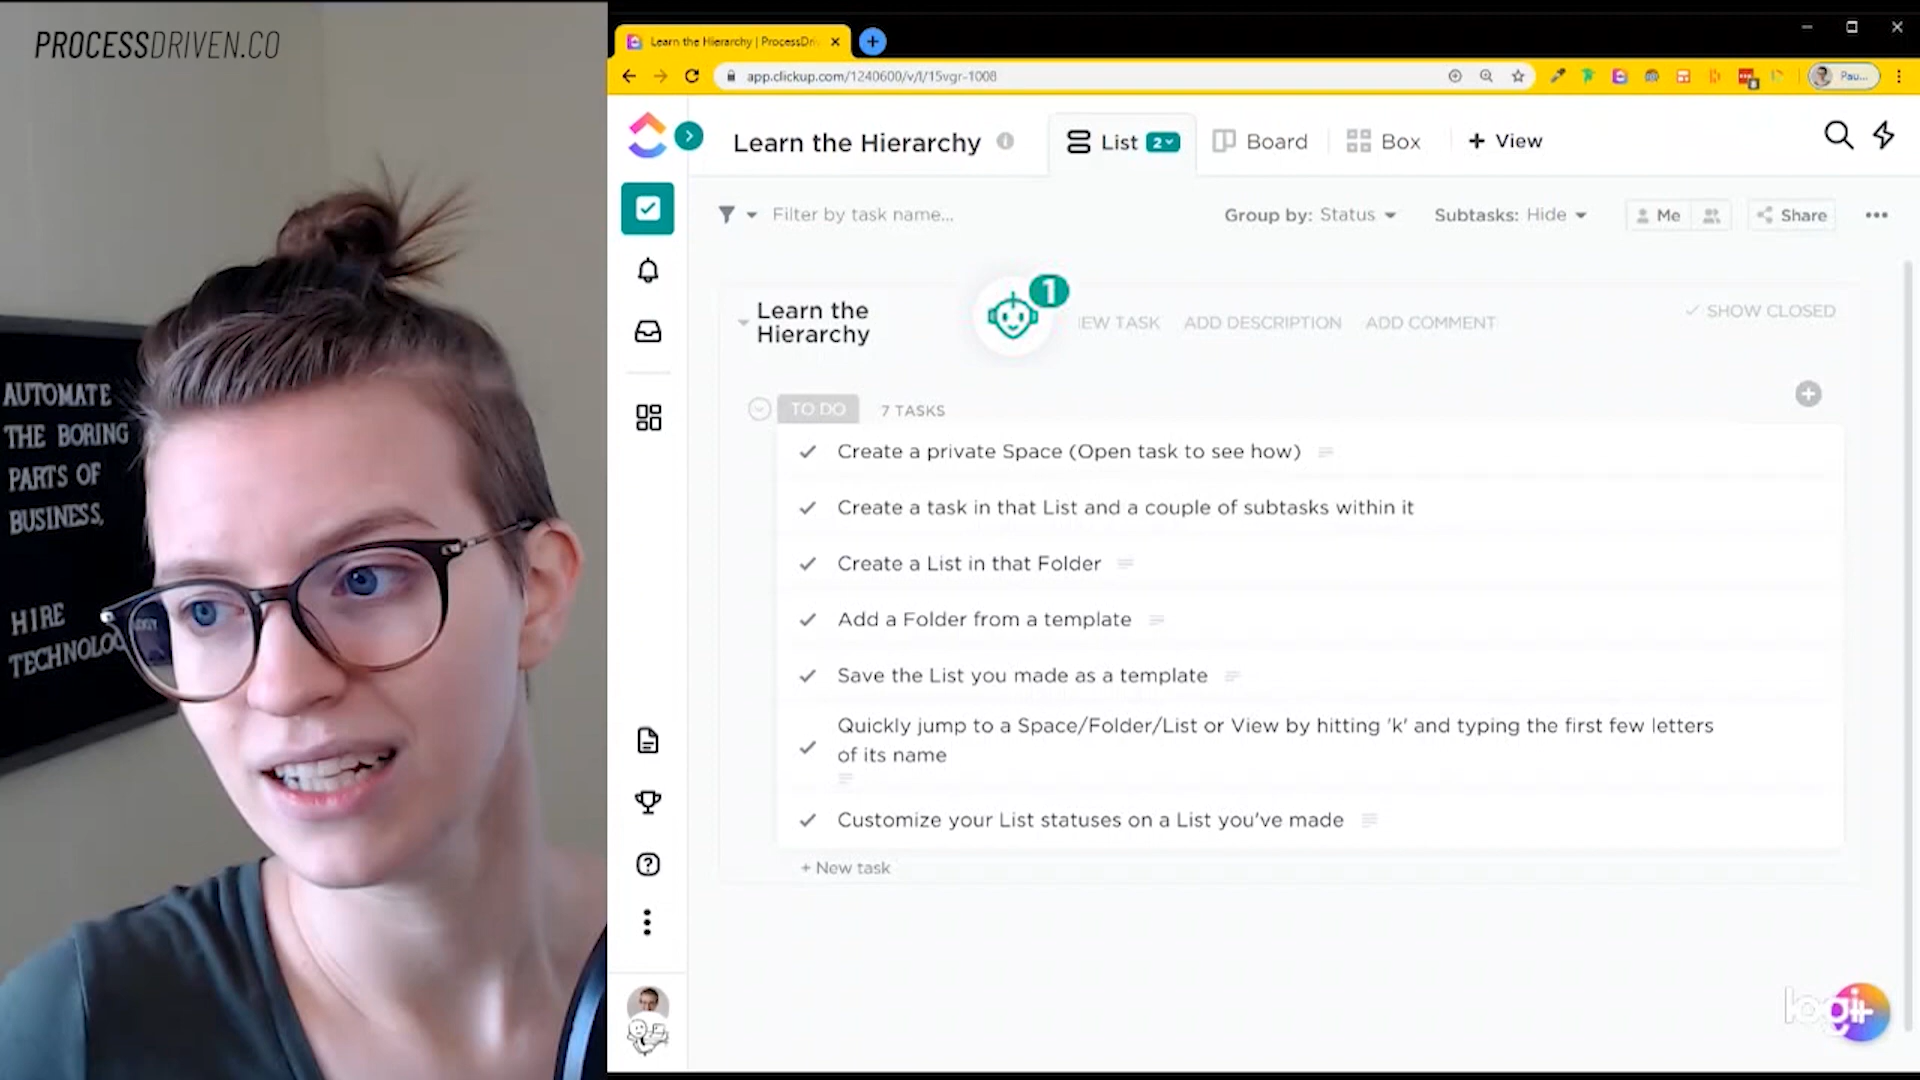 PROCESSDRIVEN.CO
AUTOMATE
THE BORING
PARTS OF
BUSINESS,
HIRE
Learn the Hierarchy | ProcessDri
app.clickup.com/1240600/v/l/15vgr-1008
Pau...
Learn the Hierarchy
List 2
Board
Box
+ View
Filter by task name...
Group by: Status
Subtasks: Hide
Me
Share
Learn the
Hierarchy
1
EW TASK
ADD DESCRIPTION
ADD COMMENT
SHOW CLOSED
TO DO
7 TASKS
Create a private Space (Open task to see how)
Create a task in that List and a couple of subtasks within it
Create a List in that Folder
Add a Folder from a template
Save the List you made as a template
Quickly jump to a Space/Folder/List or View by hitting 'k' and typing the first few letters
of its name
Customize your List statuses on a List you've made
+ New task
logi+